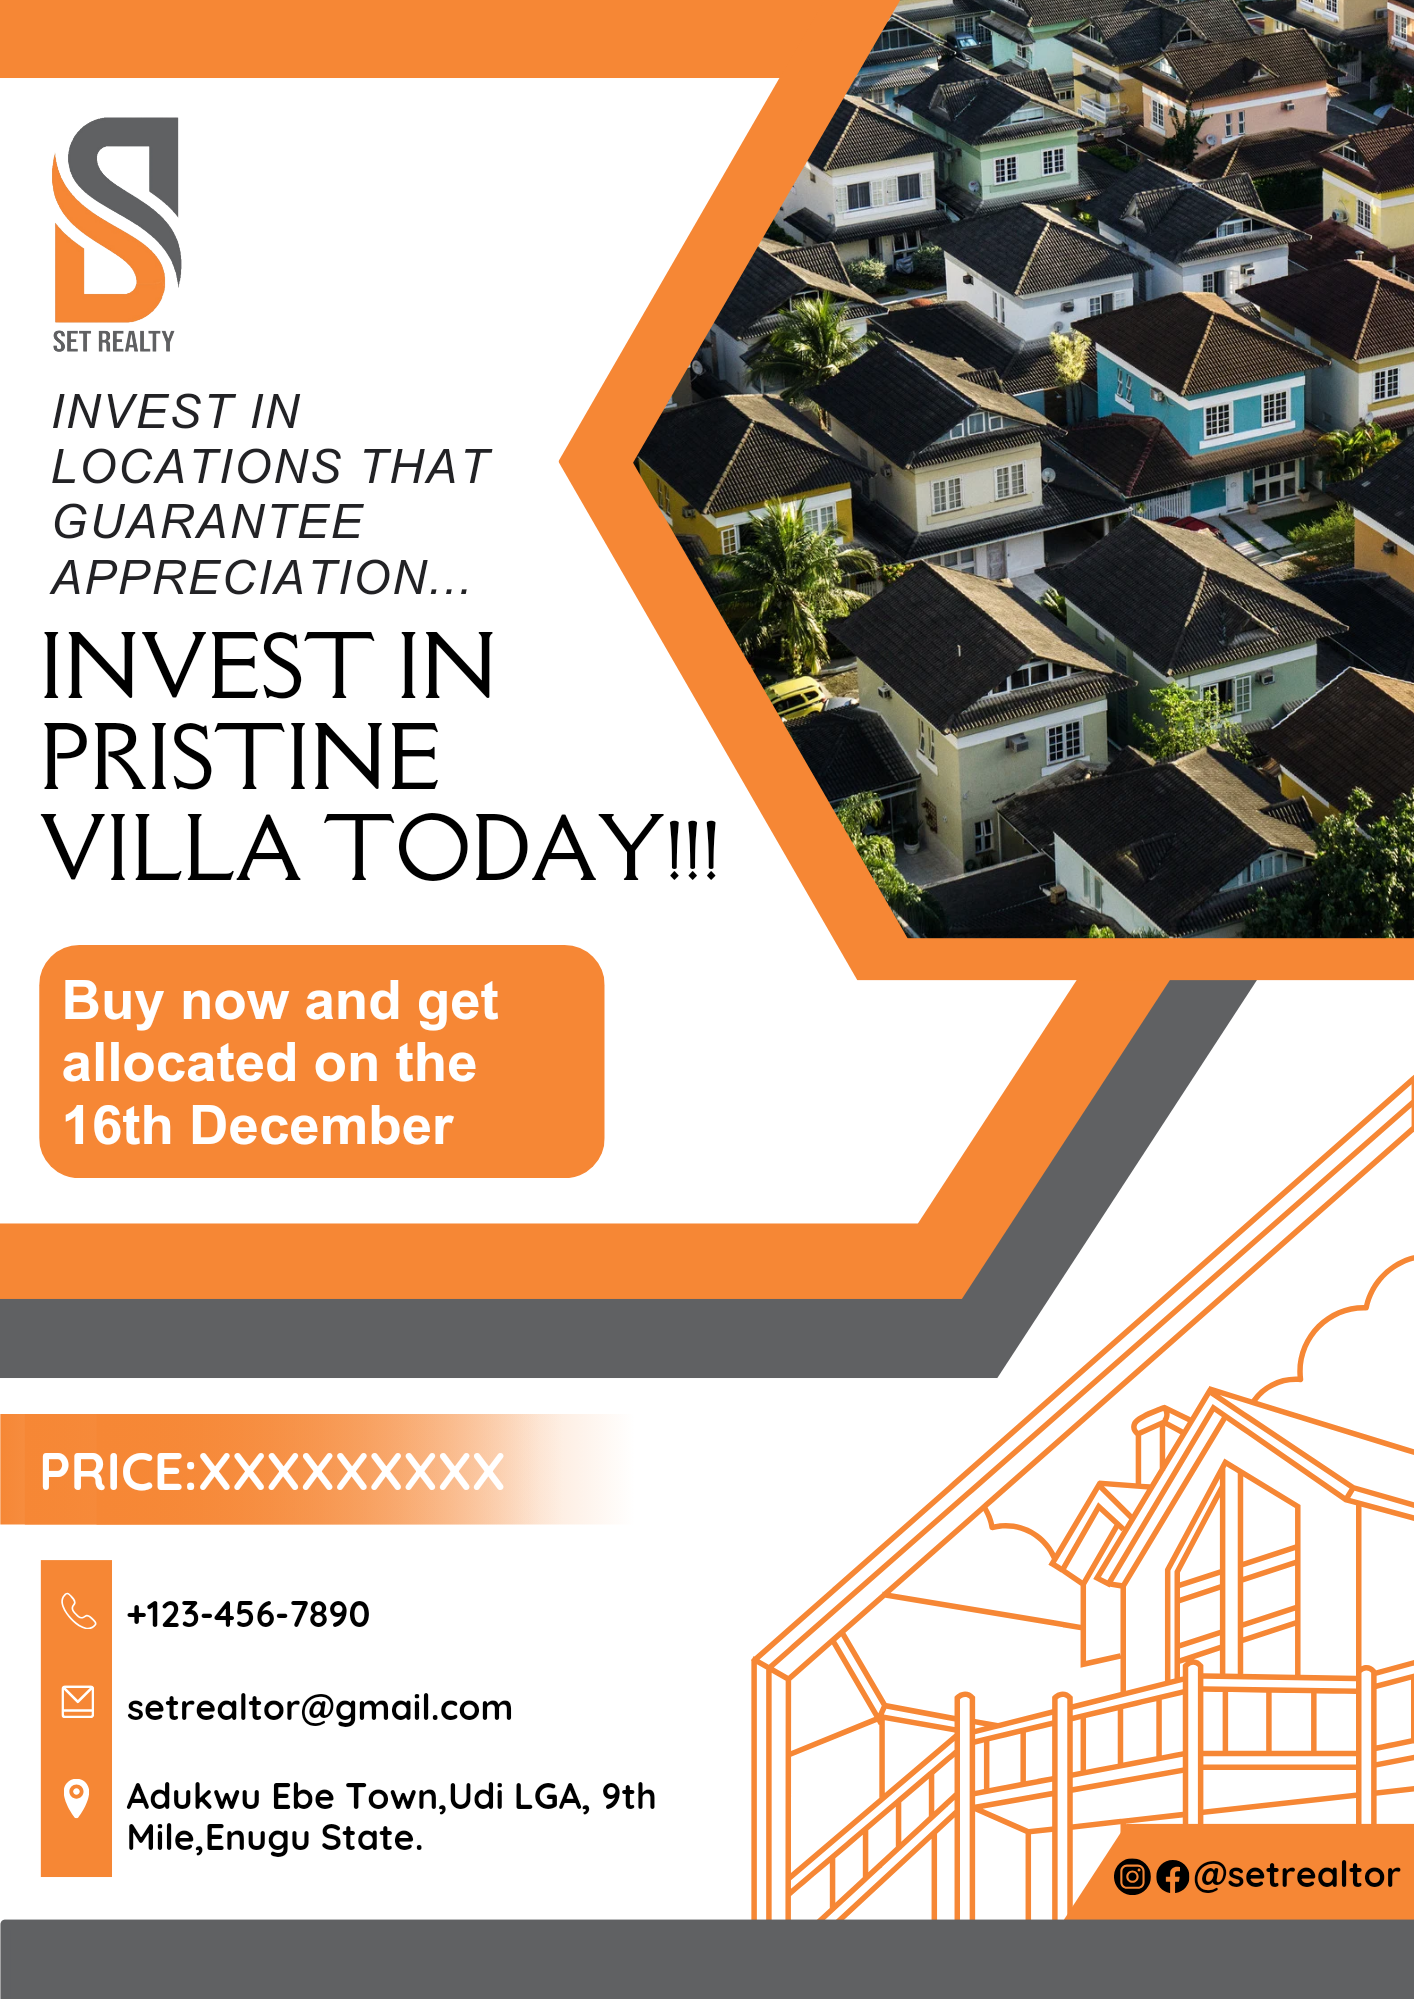 SET REALTY
INVEST IN
LOCATIONS THAT
GUARANTEE
APPRECIATION...
INVEST IN
PRISTINE
VILLA TODAY!!!
Buy now and get
allocated on the
16th December
PRICE:XXXXXXXXX
+123-456-7890
setrealtor@gmail.com
Adukwu Ebe Town,Udi LGA, 9th
Mile,Enugu State.
@setrealtor